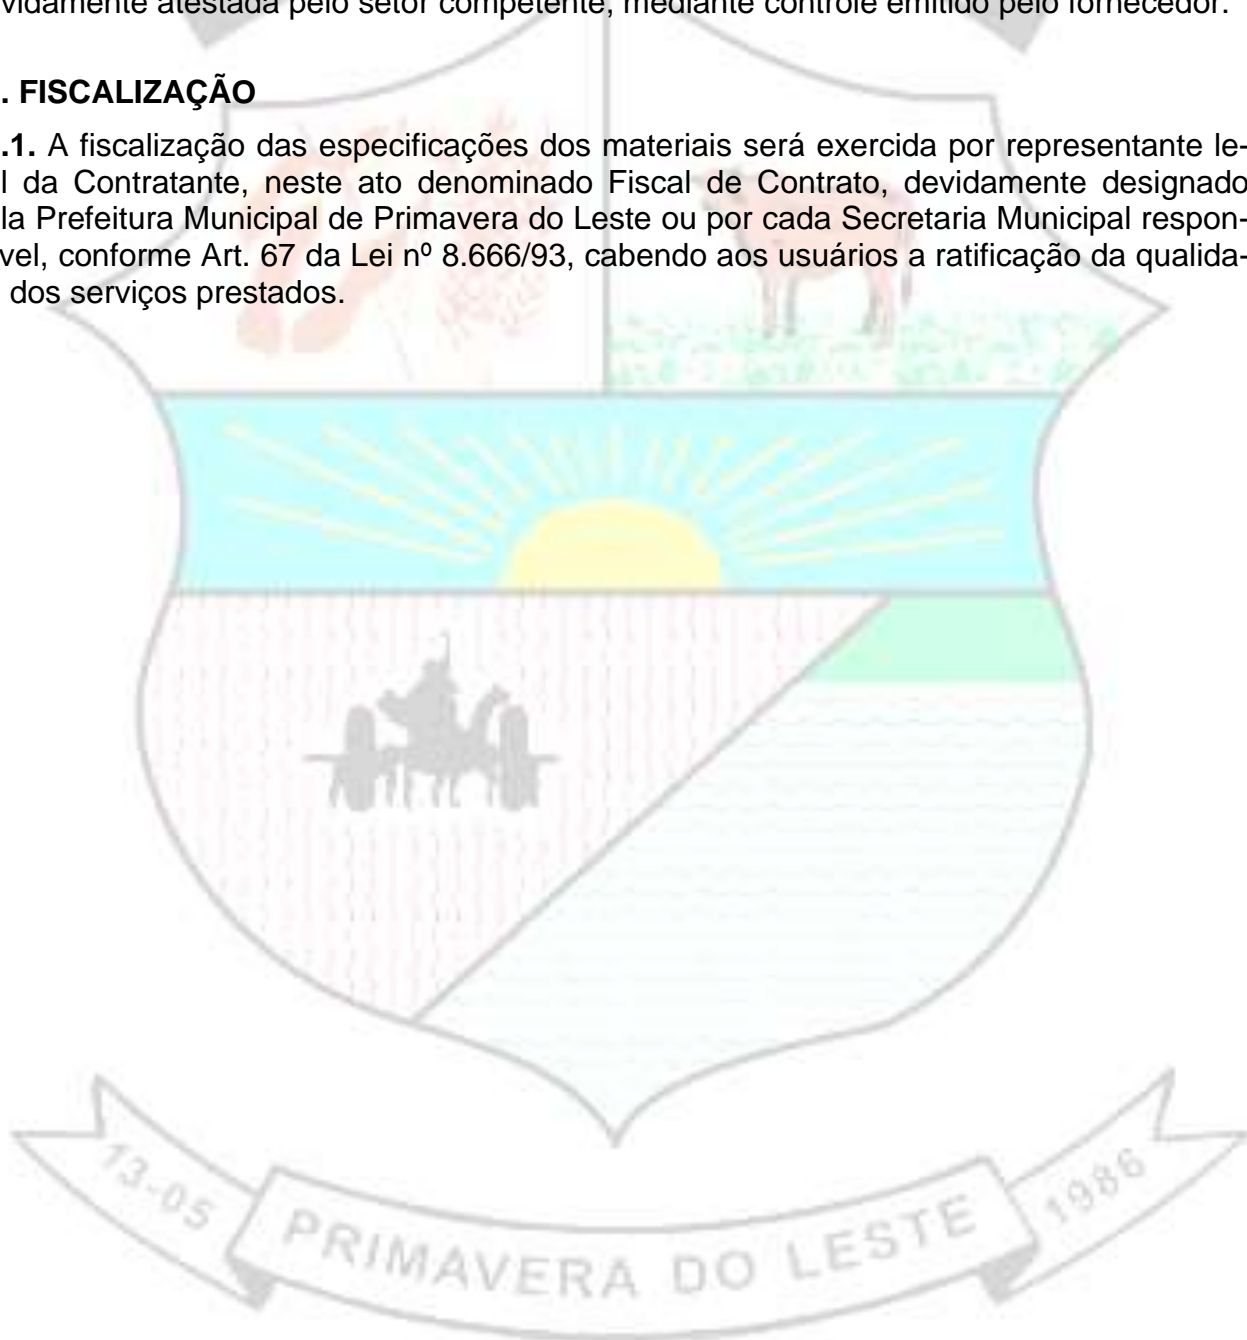 vidamente atestada pelo setor competente, mediante controle emitido pelo fornecedor.
. FISCALIZAÇÃO
.1. A fiscalização das especificações dos materiais será exercida por representante le-
l da Contratante, neste ato denominado Fiscal de Contrato, devidamente designado
la Prefeitura Municipal de Primavera do Leste ou por cada Secretaria Municipal respon-
vel, conforme Art. 67 da Lei nº 8.666/93, cabendo aos usuários a ratificação da qualida-
dos serviços prestados.
13-05
PRIMAVERA DO LESTE
1986